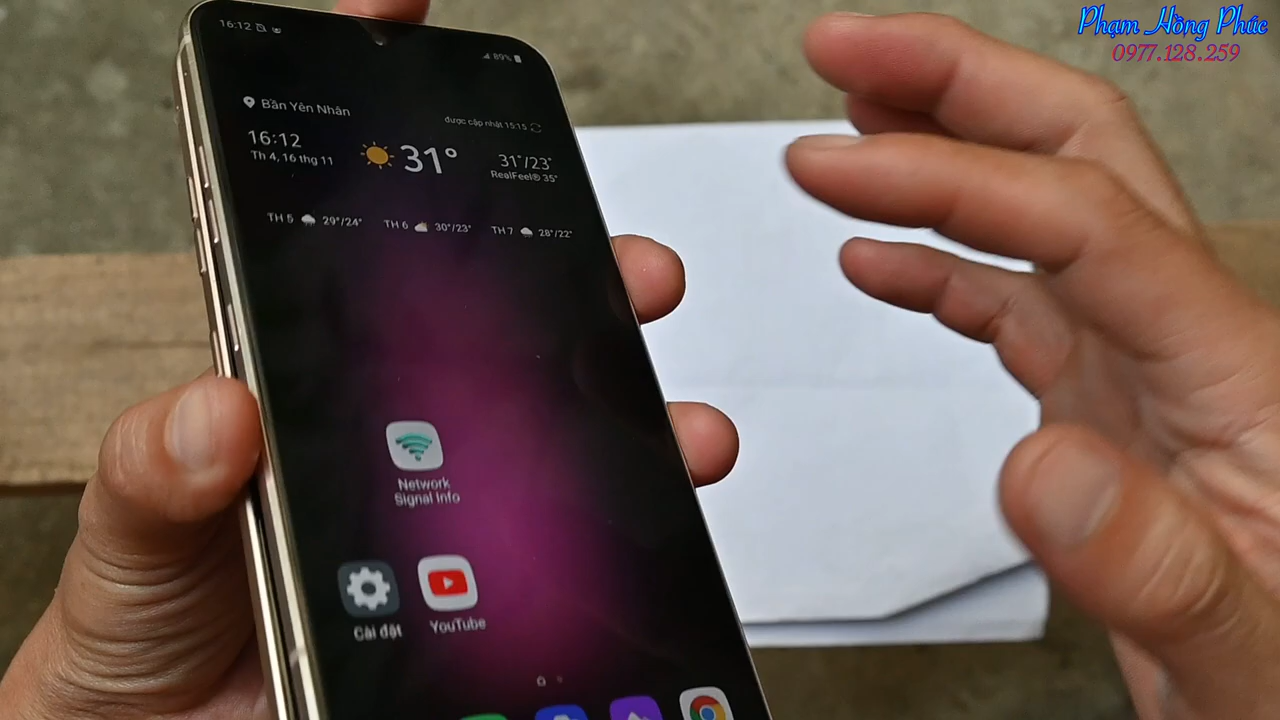 Phạm Hồng Phúc
0977.128.259
16:12
89%
Bần Yên Nhân
được cập nhật 15:15
16:12
Th 4, 16 thg 11
31°
31°/23°
RealFeel® 35°
TH 5 29°/24°
TH 6 30°/23°
TH 7 28°/22°
Network
Signal Info
Cài đặt
YouTube